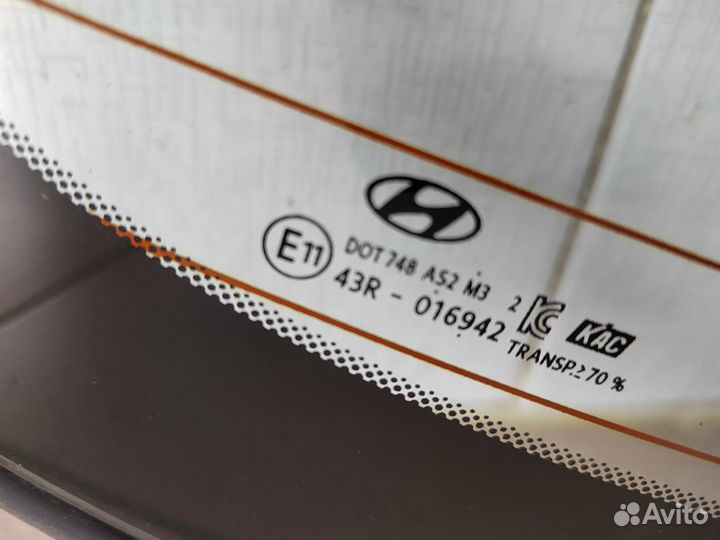 E11
DOT 748 AS2 M3 2
43R - 016942
KC KAC
TRANSP.≥70 %
Avito